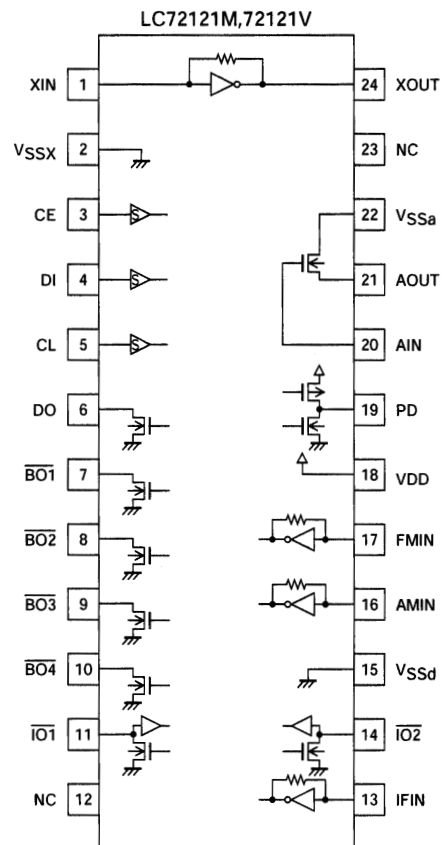 LC72121M,72121V
XIN 1 24 XOUT
VSSX 2 23 NC
CE 3 S 22 VSSa
DI 4 S 21 AOUT
CL 5 S 20 AIN
DO 6 19 PD
BO1 7 18 VDD
BO2 8 17 FMIN
BO3 9 16 AMIN
BO4 10 15 VSSd
IO1 11 14 IO2
NC 12 13 IFIN